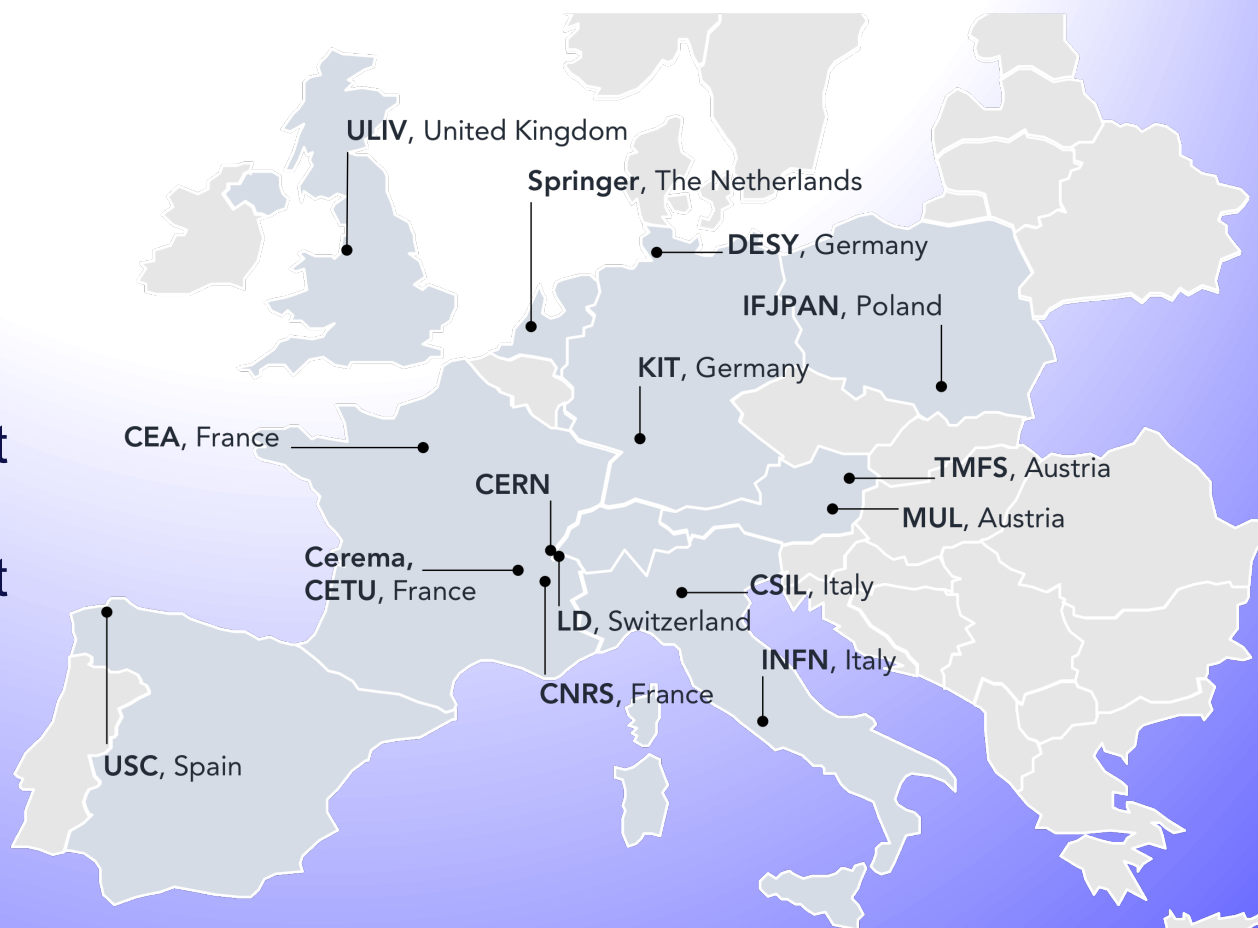 ULIV, United Kingdom
Springer, The Netherlands
DESY, Germany
IFJPAN, Poland
KIT, Germany
CEA, France
t
TMFS, Austria
CERN
MUL, Austria
Cerema,
CETU, France
t
CSIL, Italy
LD, Switzerland
INFN, Italy
CNRS, France
USC, Spain